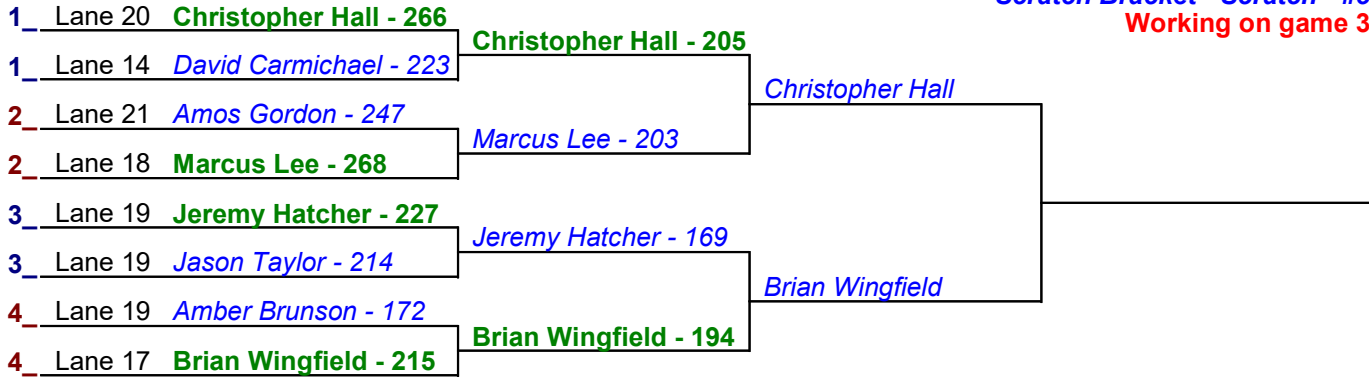 Working on game 3
1_ Lane 20 Christopher Hall - 266
Christopher Hall - 205
1_ Lane 14 David Carmichael - 223
Christopher Hall
2_ Lane 21 Amos Gordon - 247
Marcus Lee - 203
2_ Lane 18 Marcus Lee - 268
3_ Lane 19 Jeremy Hatcher - 227
Jeremy Hatcher - 169
3_ Lane 19 Jason Taylor - 214
Brian Wingfield
4_ Lane 19 Amber Brunson - 172
Brian Wingfield - 194
4_ Lane 17 Brian Wingfield - 215